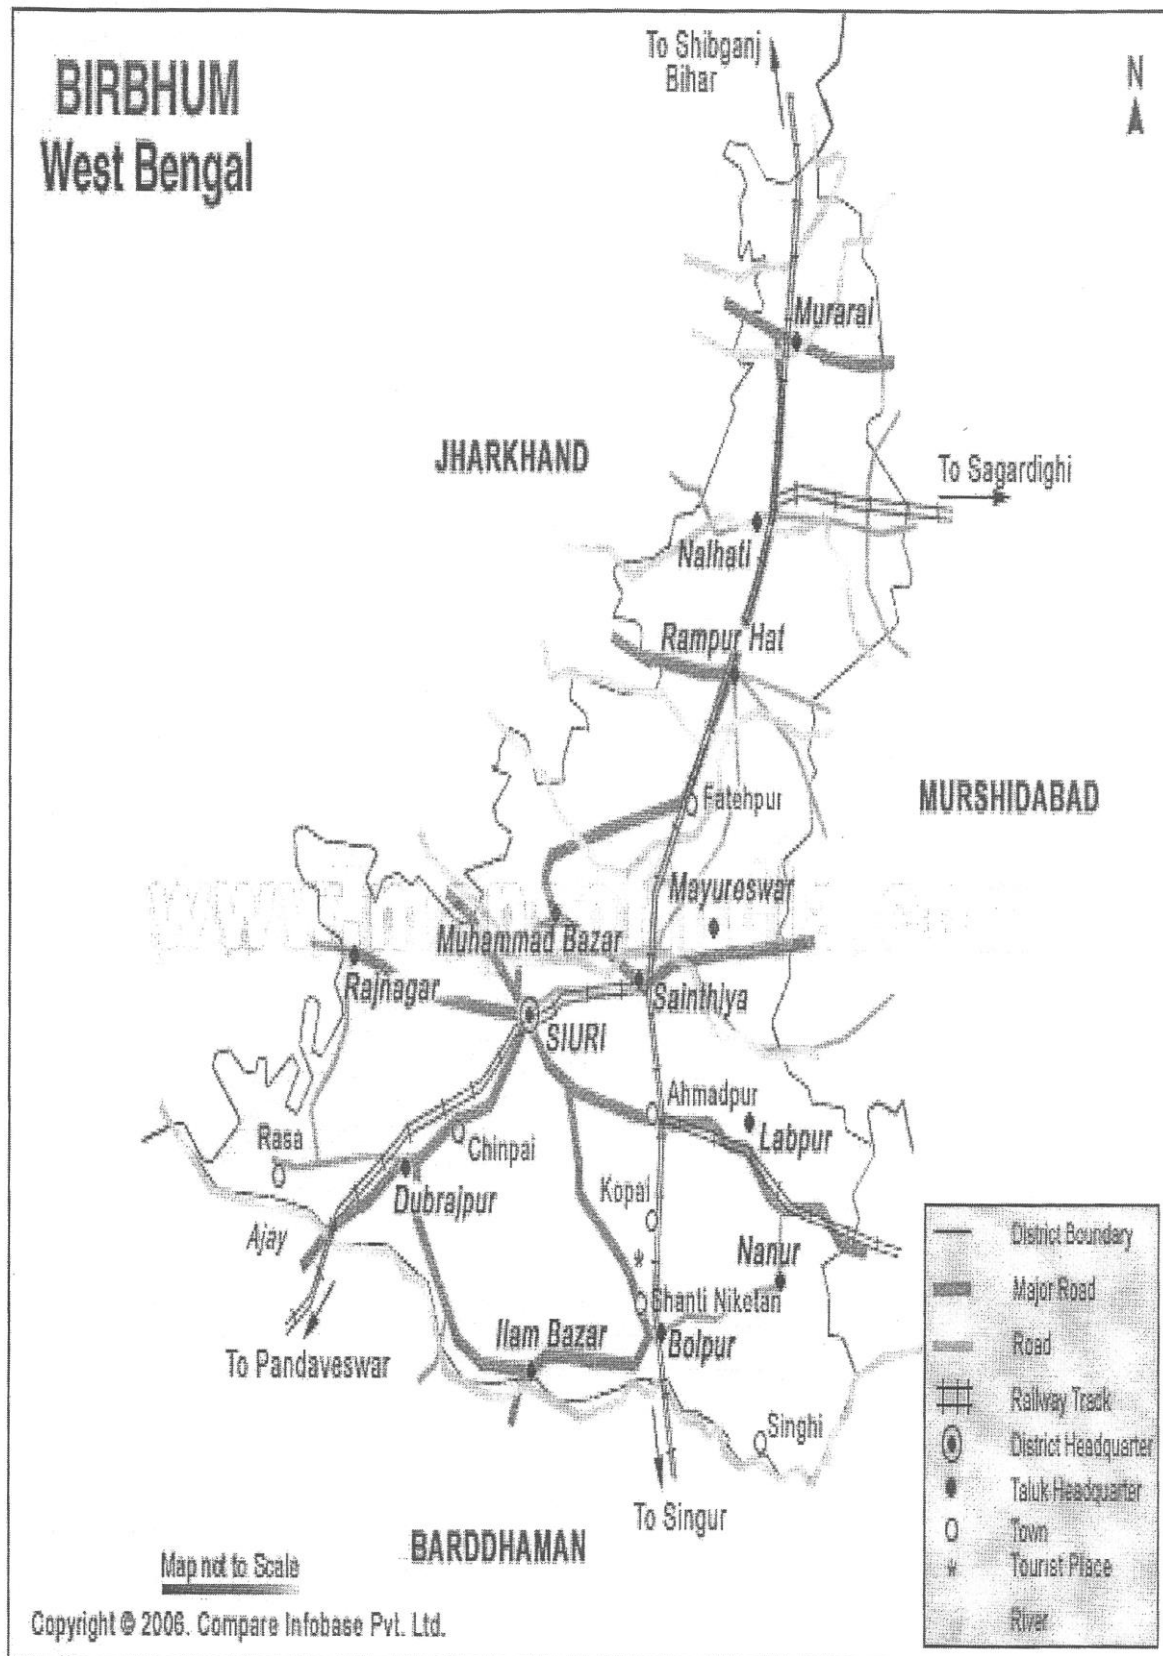 To Shibganj
Bihar
N
BIRBHUM
West Bengal
Murarai
JHARKHAND
To Sagardighi
Nalhati
Rampur Hat
Fatehpur
MURSHIDABAD
Mayureswar
Muhammad Bazar
Rajnagar
Sainthiya
SIURI
Ahmadpur
Labpur
Rasa
Chinpai
Dubrajpur
Kopal
Ajay
Nanur
Shanti Niketan
Ilam Bazar
Bolpur
To Pandaveswar
Singhi
To Singur
BARDDHAMAN
District Boundary
Major Road
Road
Railway Track
District Headquarter
Taluk Headquarter
Town
Tourist Place
River
Map not to Scale
Copyright © 2006. Compare Infobase Pvt. Ltd.